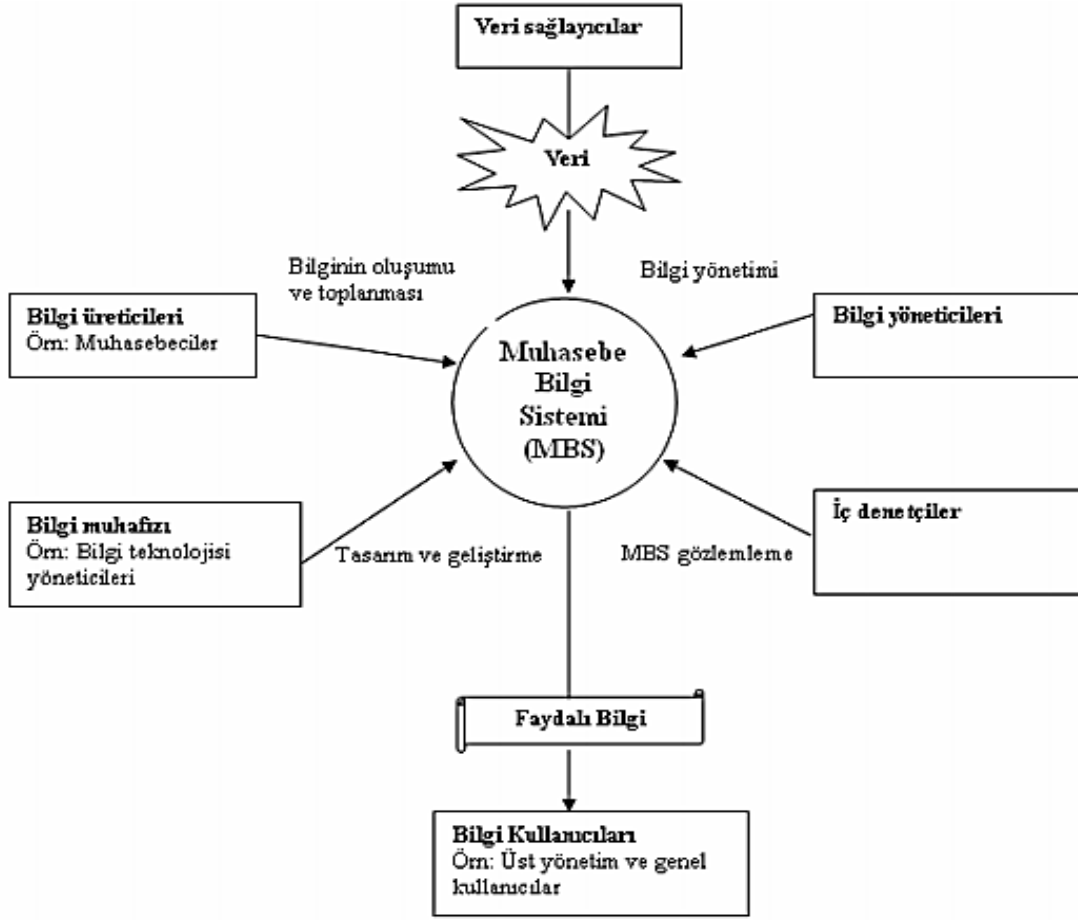 Veri sağlayıcılar
Veri
Bilginin oluşumu
ve toplanması
Bilgi yönetimi
Bilgi üreticileri
Örn: Muhasebeciler
Muhasebe
Bilgi
Sistemi
(MBS)
Bilgi yöneticileri
Bilgi muhafızı
Örn: Bilgi teknolojisi
yöneticileri
Tasarım ve geliştirme
MBS gözlemleme
İç denetçiler
Faydalı Bilgi
Bilgi Kullanıcıları
Örn: Üst yönetim ve genel
kullanıcılar